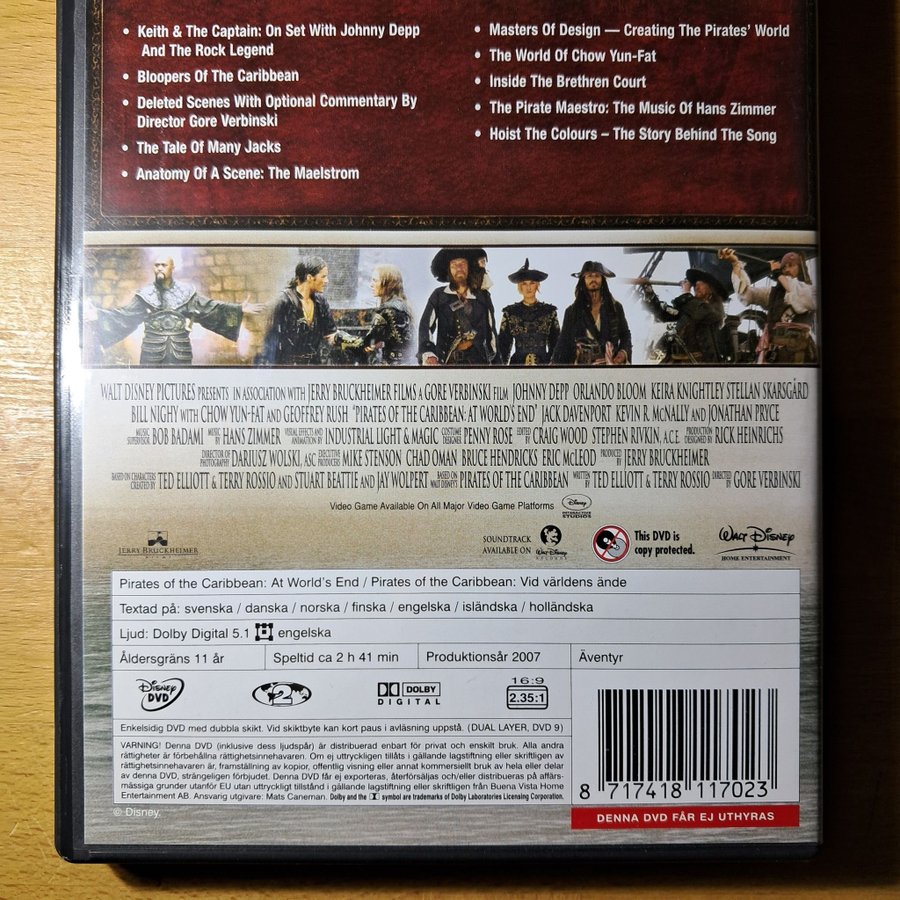 • Keith & The Captain: On Set With Johnny Depp
And The Rock Legend
• Bloopers Of The Caribbean
• Deleted Scenes With Optional Commentary By
Director Gore Verbinski
• The Tale Of Many Jacks
• Anatomy Of A Scene: The Maelstrom
• Masters Of Design — Creating The Pirates' World
• The World Of Chow Yun-Fat
• Inside The Brethren Court
• The Pirate Maestro: The Music Of Hans Zimmer
• Hoist The Colours – The Story Behind The Song
WALT DISNEY PICTURES PRESENTS IN ASSOCIATION WITH JERRY BRUCKHEIMER FILMS A GORE VERBINSKI FILM JOHNNY DEPP ORLANDO BLOOM KEIRA KNIGHTLEY STELLAN SKARSGÅRD
BILL NIGHY WITH CHOW YUN-FAT AND GEOFFREY RUSH "PIRATES OF THE CARIBBEAN: AT WORLD'S END" JACK DAVENPORT KEVIN R. McNALLY AND JONATHAN PRYCE
MUSIC SUPERVISOR BOB BADAMI MUSIC BY HANS ZIMMER VISUAL EFFECTS AND ANIMATION BY INDUSTRIAL LIGHT & MAGIC COSTUME DESIGNER PENNY ROSE EDITED BY CRAIG WOOD STEPHEN RIVKIN, A.C.E. PRODUCTION DESIGNED BY RICK HEINRICHS
DIRECTOR OF PHOTOGRAPHY DARIUSZ WOLSKI, ASC EXECUTIVE PRODUCERS MIKE STENSON CHAD OMAN BRUCE HENDRICKS ERIC McLEOD PRODUCED BY JERRY BRUCKHEIMER
BASED ON CHARACTERS CREATED BY TED ELLIOTT & TERRY ROSSIO AND STUART BEATTIE AND JAY WOLPERT BASED ON WALT DISNEY'S PIRATES OF THE CARIBBEAN WRITTEN BY TED ELLIOTT & TERRY ROSSIO DIRECTED BY GORE VERBINSKI
Video Game Available On All Major Video Game Platforms
Disney
INTERACTIVE
STUDIOS
JERRY BRUCKHEIMER
FILMS
SOUNDTRACK
AVAILABLE ON
Walt Disney
RECORDS
This DVD is
copy protected.
Walt Disney
HOME ENTERTAINMENT
Pirates of the Caribbean: At World's End / Pirates of the Caribbean: Vid världens ände
Textad på: svenska / danska / norska / finska / engelska / isländska / holländska
Ljud: Dolby Digital 5.1 engelska
Åldersgräns 11 år
Speltid ca 2 h 41 min
Produktionsår 2007
Äventyr
Disney
DVD
2
DOLBY
DIGITAL
16:9
2.35:1
Enkelsidig DVD med dubbla skikt. Vid skiktbyte kan kort paus i avläsning uppstå. (DUAL LAYER, DVD 9)
VARNING! Denna DVD (inklusive dess ljudspår) är distribuerad enbart för privat och enskilt bruk. Alla andra
rättigheter är förbehållna rättighetsinnehavaren. Om ej uttryckligen tillåts i gällande lagstiftning eller skriftligen av
rättighetsinnehavaren, är framställning av kopior, offentlig visning eller annat kommersiellt bruk av hela eller delar
av denna DVD, strängeligen förbjudet. Denna DVD får ej exporteras, återförsäljas och/eller distribueras på affärs-
mässiga grunder utanför EU utan uttryckligt tillstånd i gällande lagstiftning eller skriftligen från Buena Vista Home
Entertainment AB. Ansvarig utgivare: Mats Caneman. Dolby and the symbol are trademarks of Dolby Laboratories Licensing Corporation.
8 717418 117023
DENNA DVD FÅR EJ UTHYRAS
© Disney.